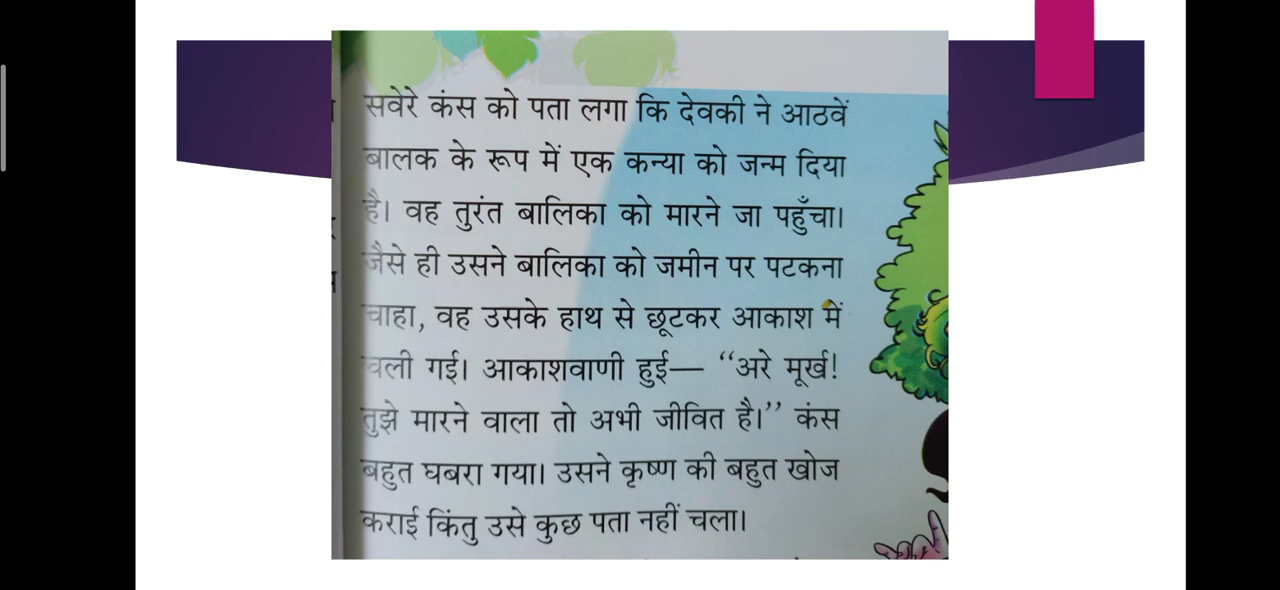 सवेरे कंस को पता लगा कि देवकी ने आठवें
बालक के रूप में एक कन्या को जन्म दिया
है। वह तुरंत बालिका को मारने जा पहुँचा।
जैसे ही उसने बालिका को जमीन पर पटकना
चाहा, वह उसके हाथ से छूटकर आकाश में
चली गई। आकाशवाणी हुई— “अरे मूर्ख!
तुझे मारने वाला तो अभी जीवित है।” कंस
बहुत घबरा गया। उसने कृष्ण की बहुत खोज
कराई किंतु उसे कुछ पता नहीं चला।